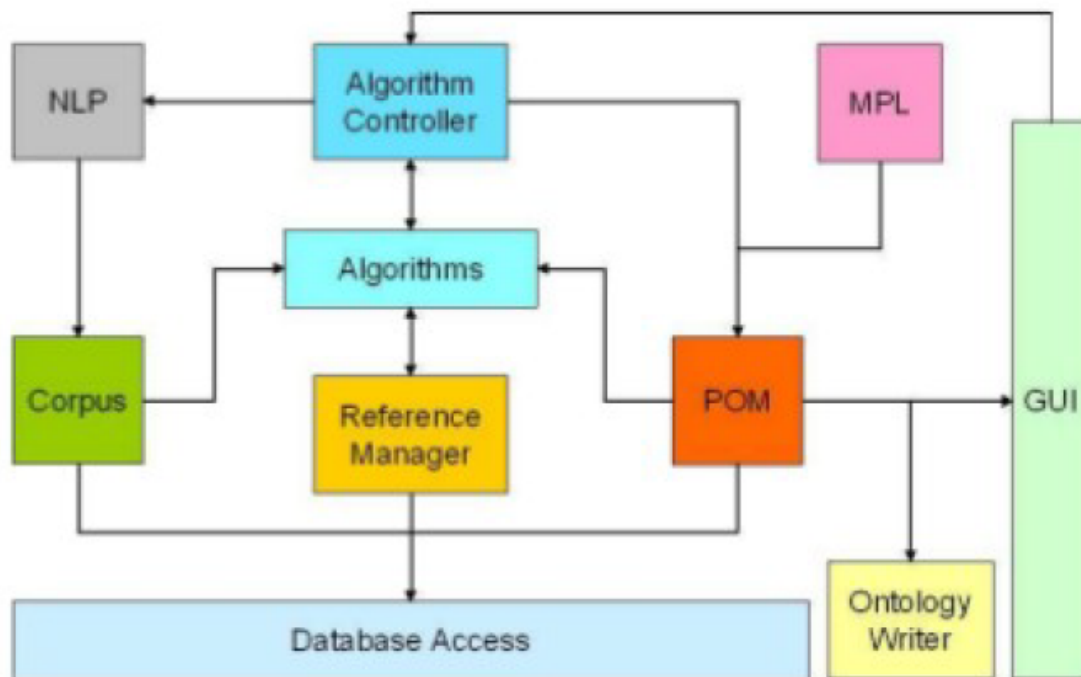 NLP
Algorithm
Controller
MPL
Algorithms
Corpus
Reference
Manager
POM
GUI
Ontology
Writer
Database Access